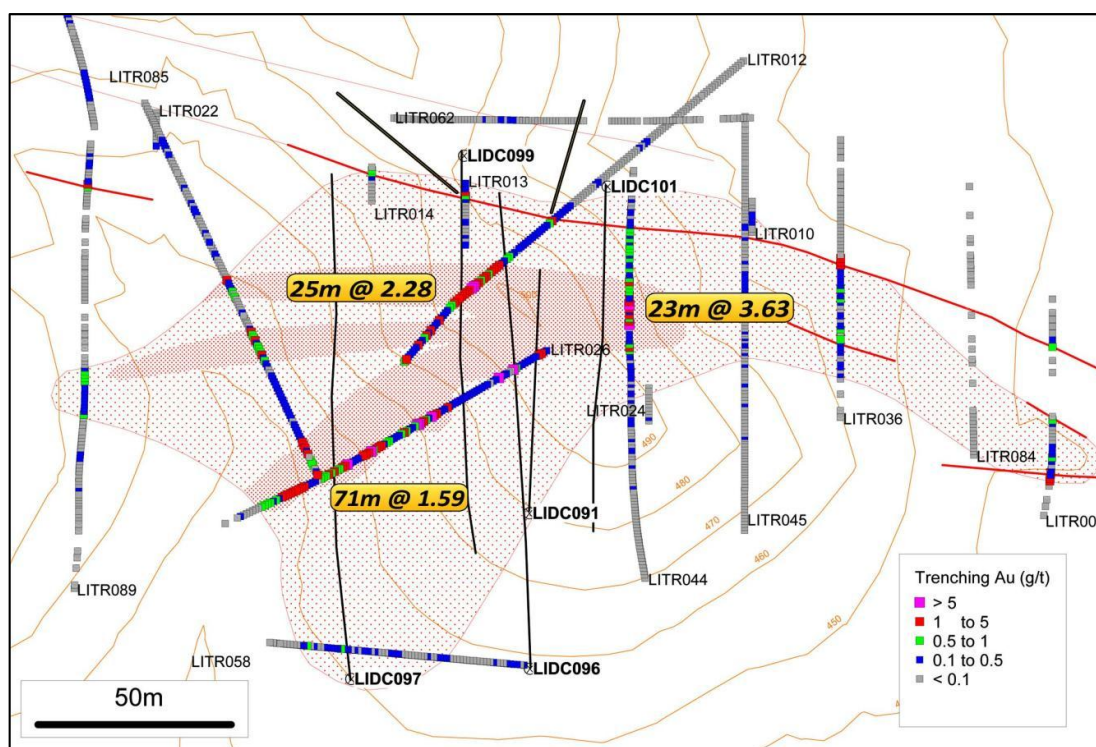 LITR012
LITR085
LITR022
LITR062
LIDC099
LITR013
LIDC101
LITR014
LITR010
25m @ 2.28
23m @ 3.63
LITR026
LITR024
LITR036
490
LITR084
480
71m @ 1.59
LIDC091
470
LITR045
LITR00
460
LITR044
LITR089
450
LITR058
LIDC096
LIDC097
50m
Trenching Au (g/t)
> 5
1 to 5
0.5 to 1
0.1 to 0.5
< 0.1